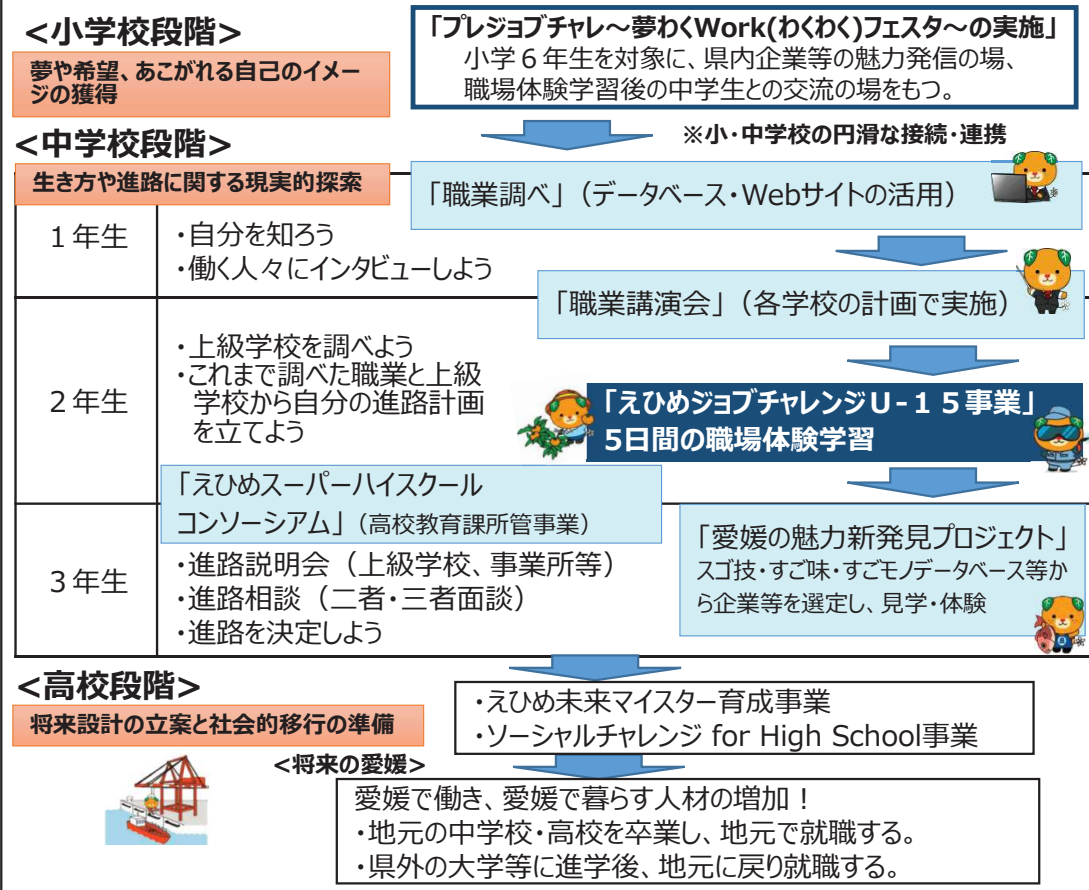 <小学校段階>
夢や希望、あこがれる自己のイメー
ジの獲得
「プレジョブチャレ～夢わくWork(わくわく)フェスタ～の実施」
小学６年生を対象に、県内企業等の魅力発信の場、
職場体験学習後の中学生との交流の場をもつ。
※小・中学校の円滑な接続・連携
<中学校段階>
生き方や進路に関する現実的探索
「職業調べ」（データベース・Webサイトの活用）
１年生
・自分を知ろう
・働く人々にインタビューしよう
「職業講演会」（各学校の計画で実施）
２年生
・上級学校を調べよう
・これまで調べた職業と上級
学校から自分の進路計画
を立てよう
「えひめジョブチャレンジＵ-１５事業」
5日間の職場体験学習
「えひめスーパーハイスクール
コンソーシアム」（高校教育課所管事業）
３年生
・進路説明会（上級学校、事業所等）
・進路相談（二者・三者面談）
・進路を決定しよう
「愛媛の魅力新発見プロジェクト」
スゴ技・すご味・すごモノデータベース等か
ら企業等を選定し、見学・体験
<高校段階>
将来設計の立案と社会的移行の準備
・えひめ未来マイスター育成事業
・ソーシャルチャレンジ for High School事業
<将来の愛媛>
愛媛で働き、愛媛で暮らす人材の増加！
・地元の中学校・高校を卒業し、地元で就職する。
・県外の大学等に進学後、地元に戻り就職する。